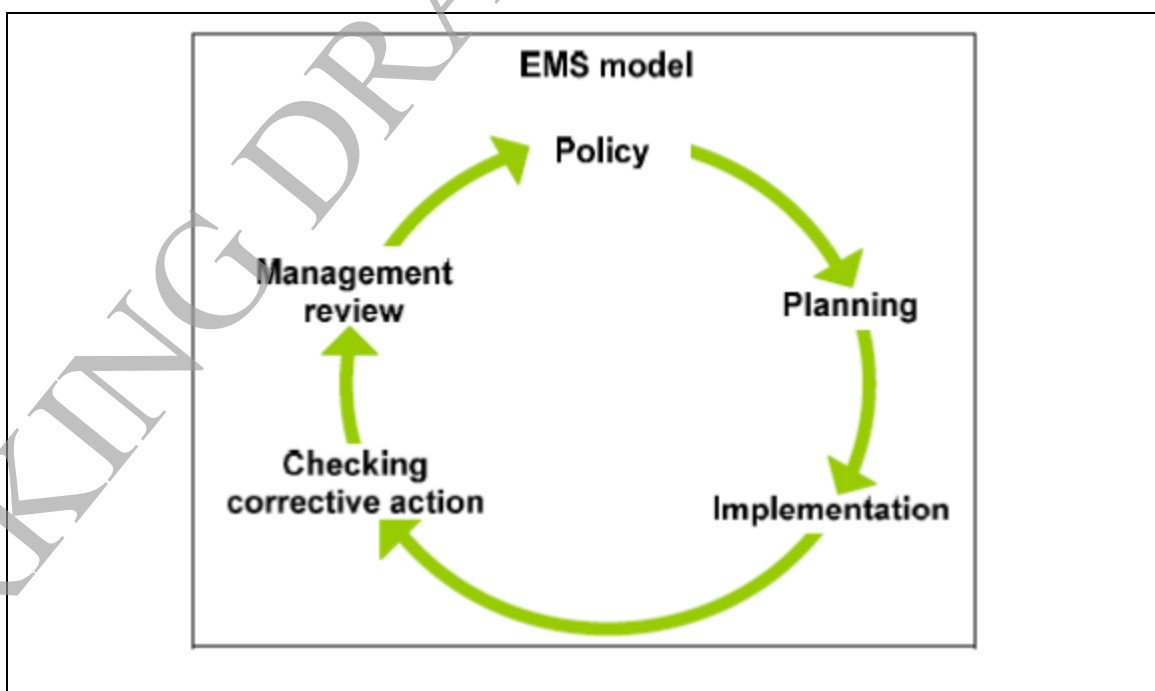 EMS model
Policy
Planning
Implementation
Checking
corrective action
Management
review